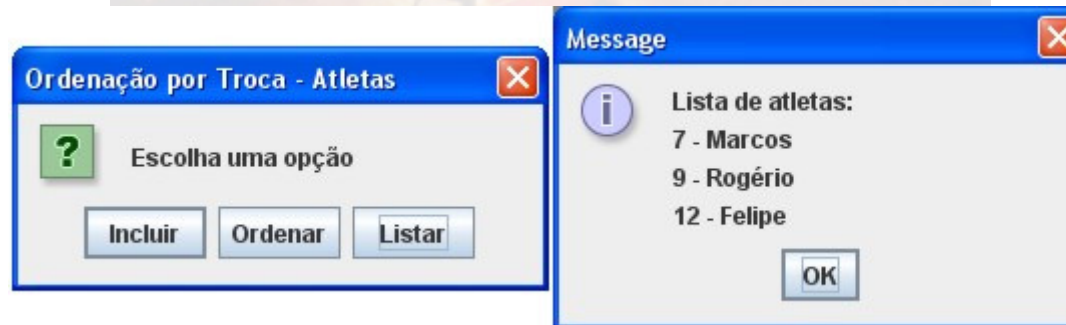 Ordenação por Troca - Atletas
?
Escolha uma opção
Incluir Ordenar Listar
Message
i
Lista de atletas:
7 - Marcos
9 - Rogério
12 - Felipe
OK